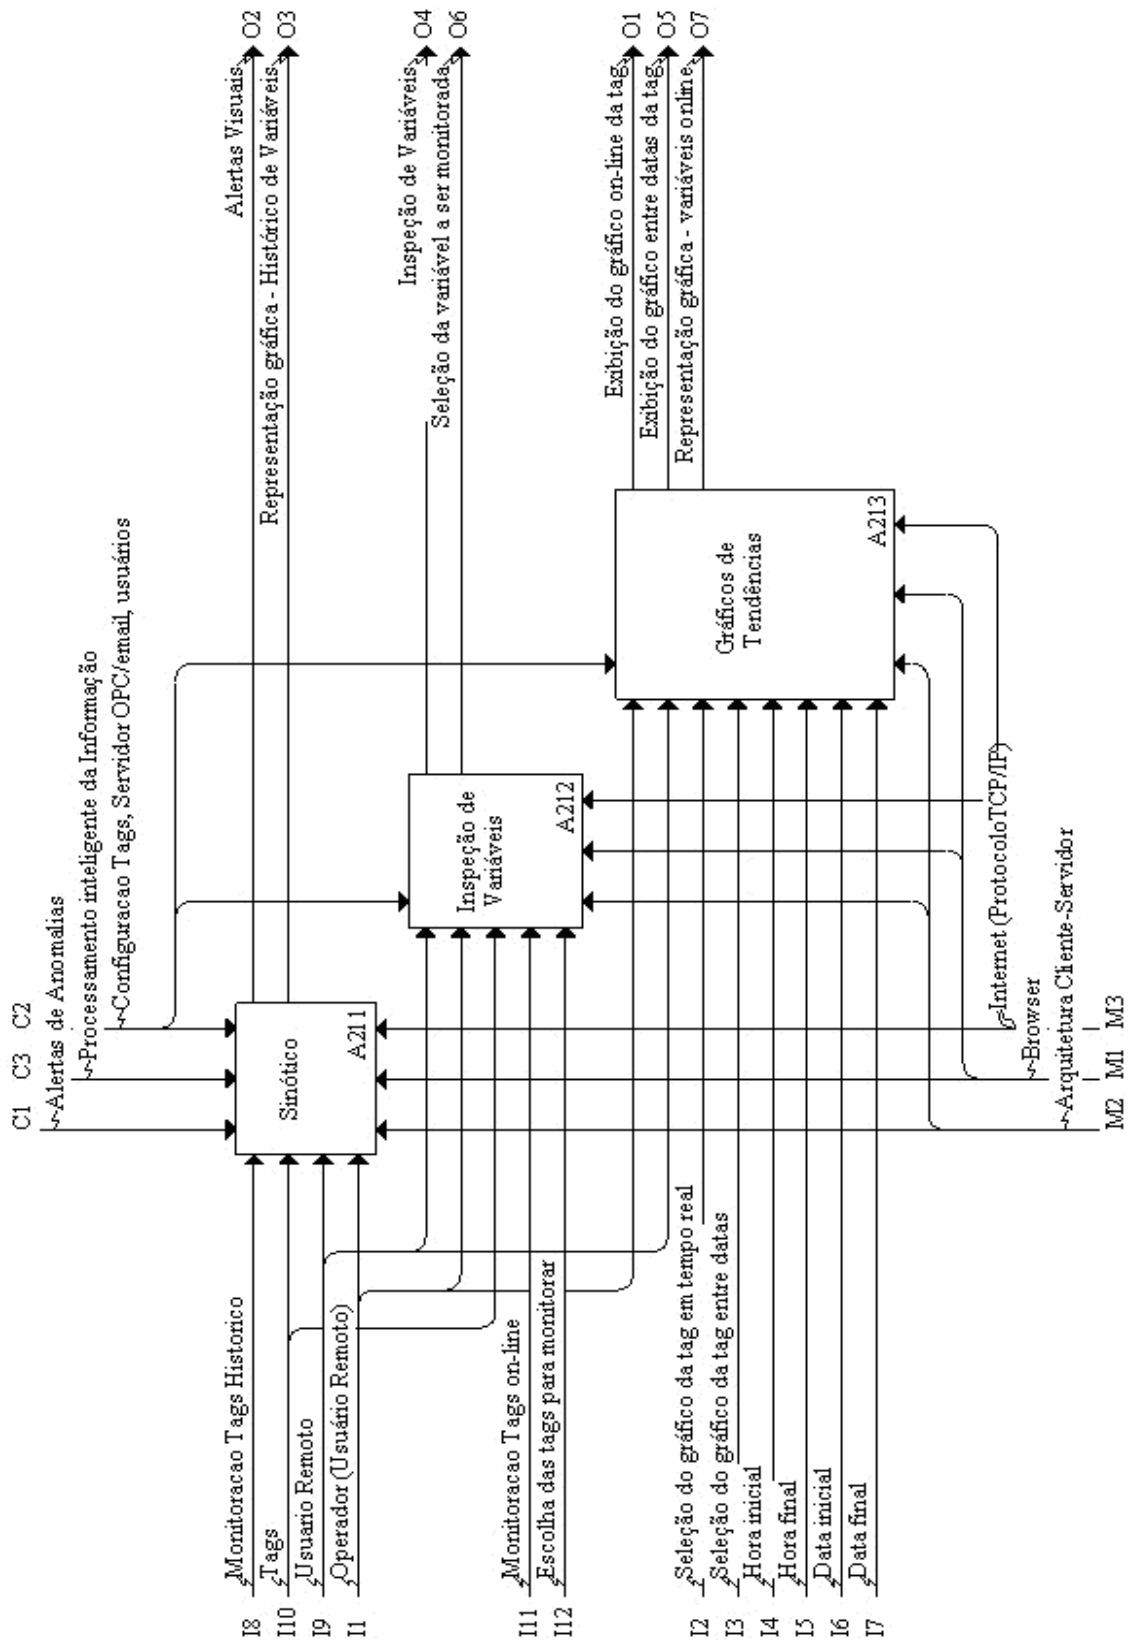 C1
C3
C2
Alertas de Anomalias
Processamento inteligente da Informação
Configuracao Tags, Servidor OPC/email, usuários
I8
Monitoracao Tags Historico
I10
Tags
I9
Usuario Remoto
I1
Operador (Usuário Remoto)
Sinótico
A211
Alertas Visuais
O2
Representação gráfica - Histórico de Variáveis
O3
I11
Monitoracao Tags on-line
I12
Escolha das tags para monitorar
Inspeção de
Variáveis
A212
Inspeção de Variáveis
O4
Seleção da variável a ser monitorada
O6
I2
Seleção do gráfico da tag em tempo real
I3
Seleção do gráfico da tag entre datas
I4
Hora inicial
I5
Hora final
I6
Data inicial
I7
Data final
Gráficos de
Tendências
A213
Exibição do gráfico on-line da tag
O1
Exibição do gráfico entre datas da tag
O5
Representação gráfica - variáveis online
O7
Internet (ProtocoloTCP/IP)
Browser
Arquitetura Cliente-Servidor
M2
M1
M3